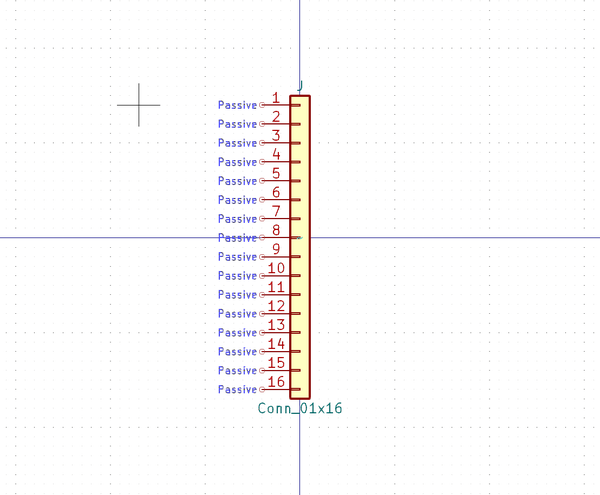 J
Passive 1
Passive 2
Passive 3
Passive 4
Passive 5
Passive 6
Passive 7
Passive 8
Passive 9
Passive 10
Passive 11
Passive 12
Passive 13
Passive 14
Passive 15
Passive 16
Conn_01x16